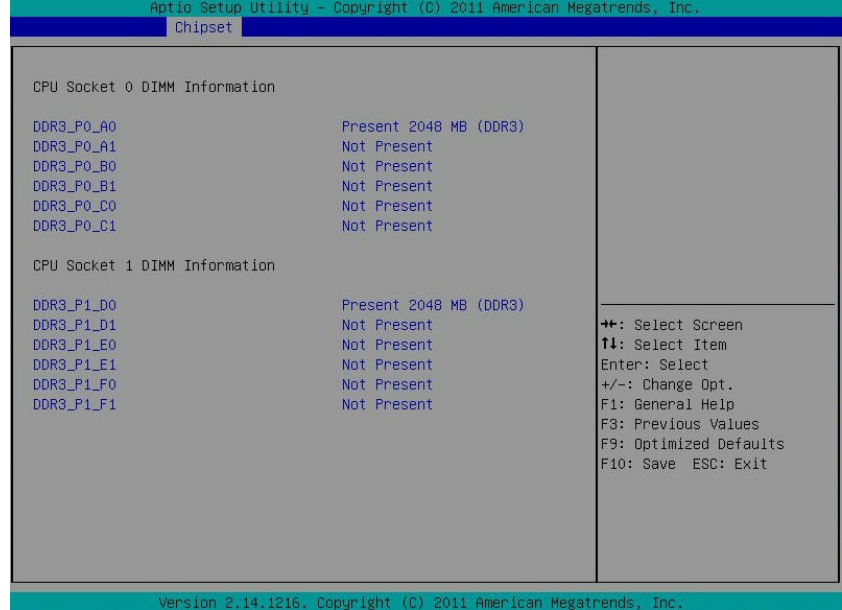 Aptio Setup Utility – Copyright (C) 2011 American Megatrends, Inc.
Chipset
CPU Socket 0 DIMM Information
DDR3_P0_A0 Present 2048 MB (DDR3)
DDR3_P0_A1 Not Present
DDR3_P0_B0 Not Present
DDR3_P0_B1 Not Present
DDR3_P0_C0 Not Present
DDR3_P0_C1 Not Present
CPU Socket 1 DIMM Information
DDR3_P1_D0 Present 2048 MB (DDR3)
DDR3_P1_D1 Not Present
DDR3_P1_E0 Not Present
DDR3_P1_E1 Not Present
DDR3_P1_F0 Not Present
DDR3_P1_F1 Not Present
→←: Select Screen
↑↓: Select Item
Enter: Select
+/-: Change Opt.
F1: General Help
F3: Previous Values
F9: Optimized Defaults
F10: Save ESC: Exit
Version 2.14.1216. Copyright (C) 2011 American Megatrends, Inc.